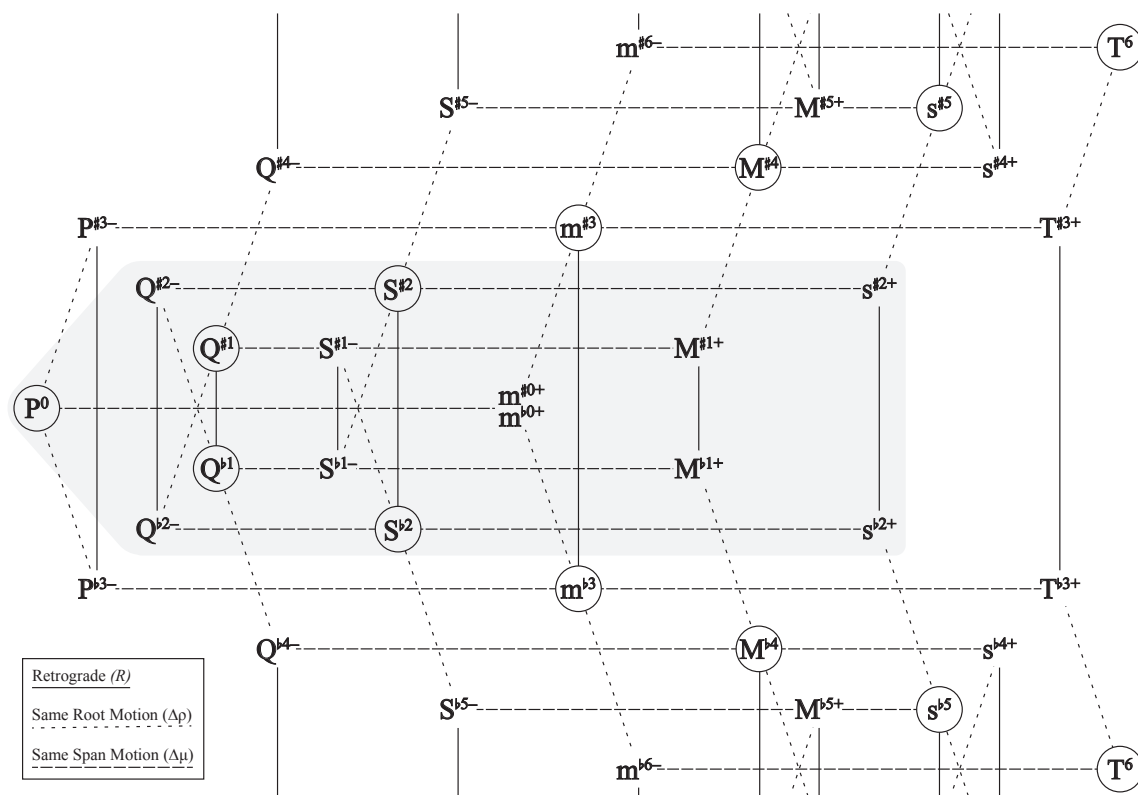 m♯6– T⁶
S♯5– M♯5+ s♯5
Q♯4– M♯4 s♯4+
P♯3– m♯3 T♯3+
Q♯2– S♯2 s♯2+
Q♯1 S♯1– M♯1+
m♯0+
P⁰
m♭0+
Q♭1 S♭1– M♭1+
Q♭2– S♭2 s♭2+
P♭3– m♭3 T♭3+
Q♭4– M♭4 s♭4+
S♭5– M♭5+ s♭5
m♭6– T⁶
Retrograde (R)
Same Root Motion (Δρ)
Same Span Motion (Δμ)